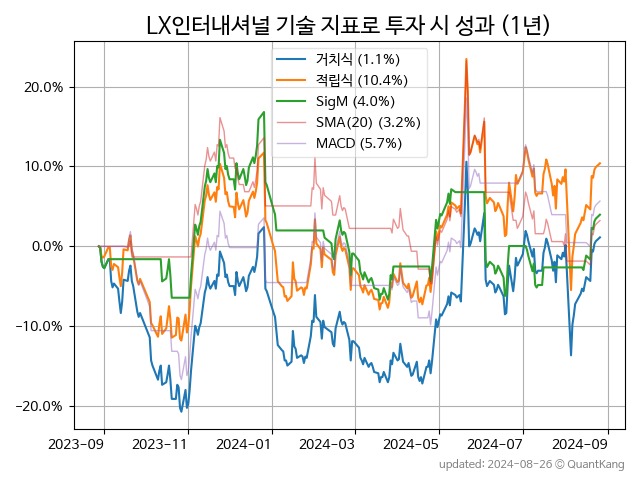 LX인터내셔널 기술 지표로 투자 시 성과 (1년)
거치식 (1.1%)
적립식 (10.4%)
SigM (4.0%)
SMA(20) (3.2%)
MACD (5.7%)
20.0%
10.0%
0.0%
−10.0%
−20.0%
2023-09 2023-11 2024-01 2024-03 2024-05 2024-07 2024-09
updated: 2024-08-26 © QuantKang